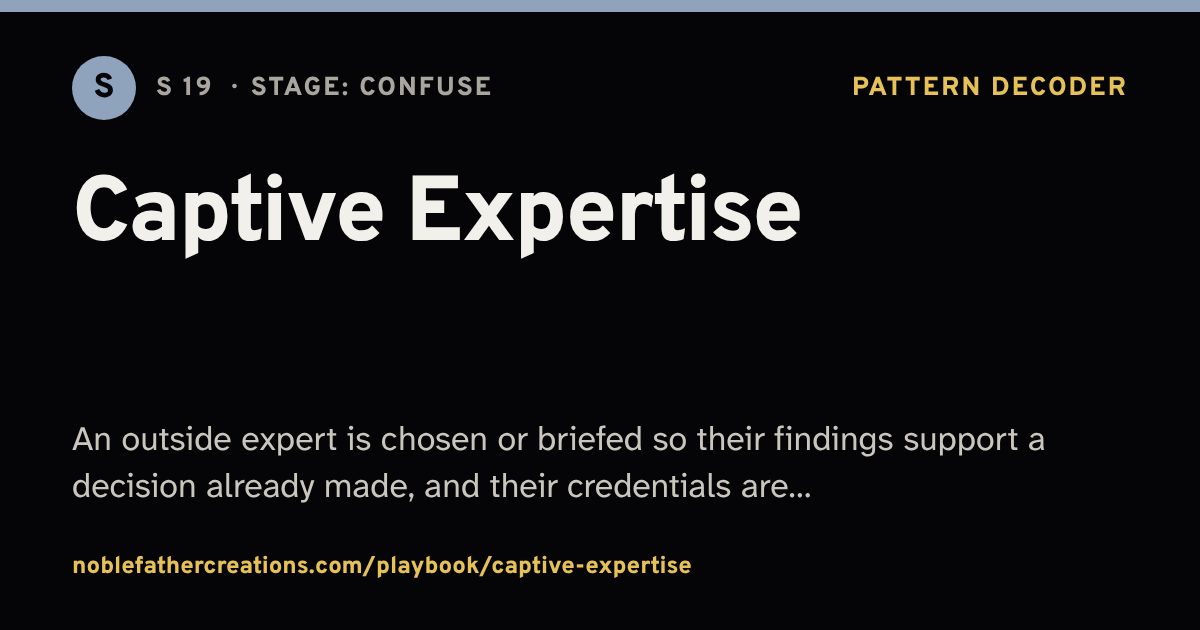 S
S 19 · STAGE: CONFUSE
PATTERN DECODER
Captive Expertise
An outside expert is chosen or briefed so their findings support a
decision already made, and their credentials are...
noblefathercreations.com/playbook/captive-expertise